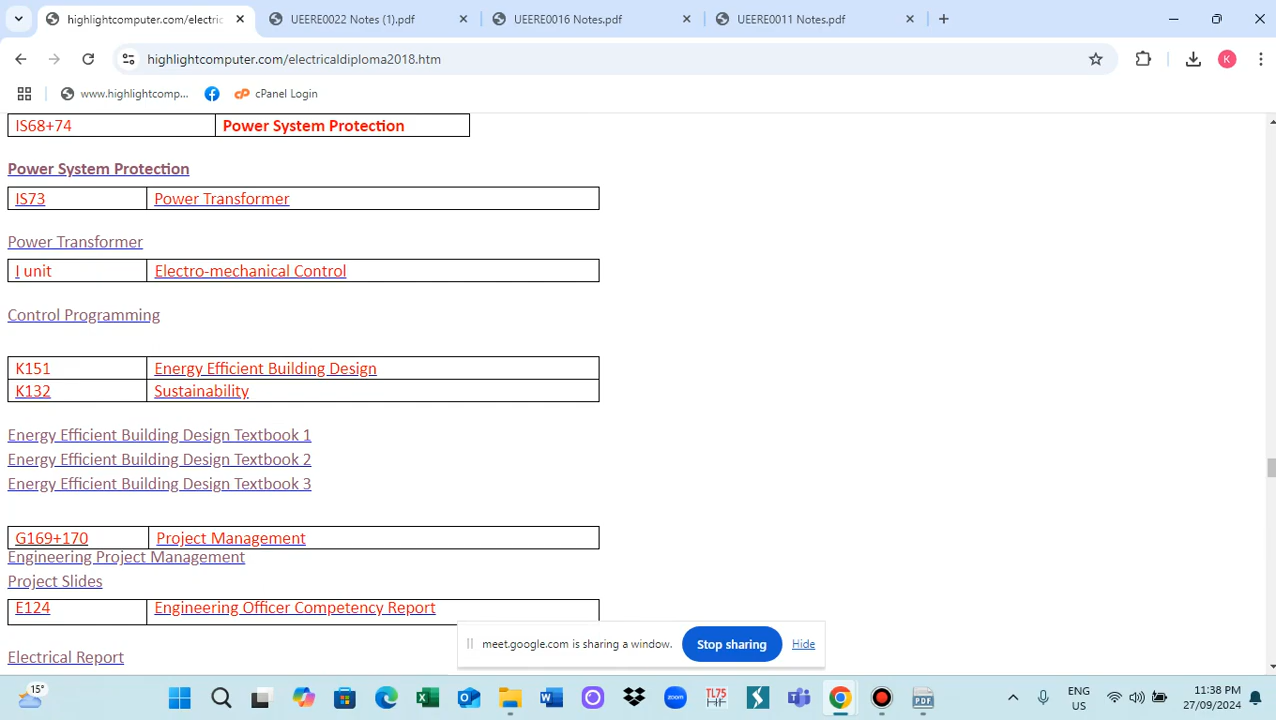 highlightcomputer.com/electric
UEERE0022 Notes (1).pdf
UEERE0016 Notes.pdf
UEERE0011 Notes.pdf
highlightcomputer.com/electricaldiploma2018.htm
K
www.highlightcomp...
cPanel Login
IS68+74 Power System Protection
Power System Protection
IS73 Power Transformer
Power Transformer
I unit Electro-mechanical Control
Control Programming
K151 Energy Efficient Building Design
K132 Sustainability
Energy Efficient Building Design Textbook 1
Energy Efficient Building Design Textbook 2
Energy Efficient Building Design Textbook 3
G169+170 Project Management
Engineering Project Management
Project Slides
E124 Engineering Officer Competency Report
meet.google.com is sharing a window. Stop sharing Hide
Electrical Report
15°
zoom
TL75
ENG
US
11:38 PM
27/09/2024